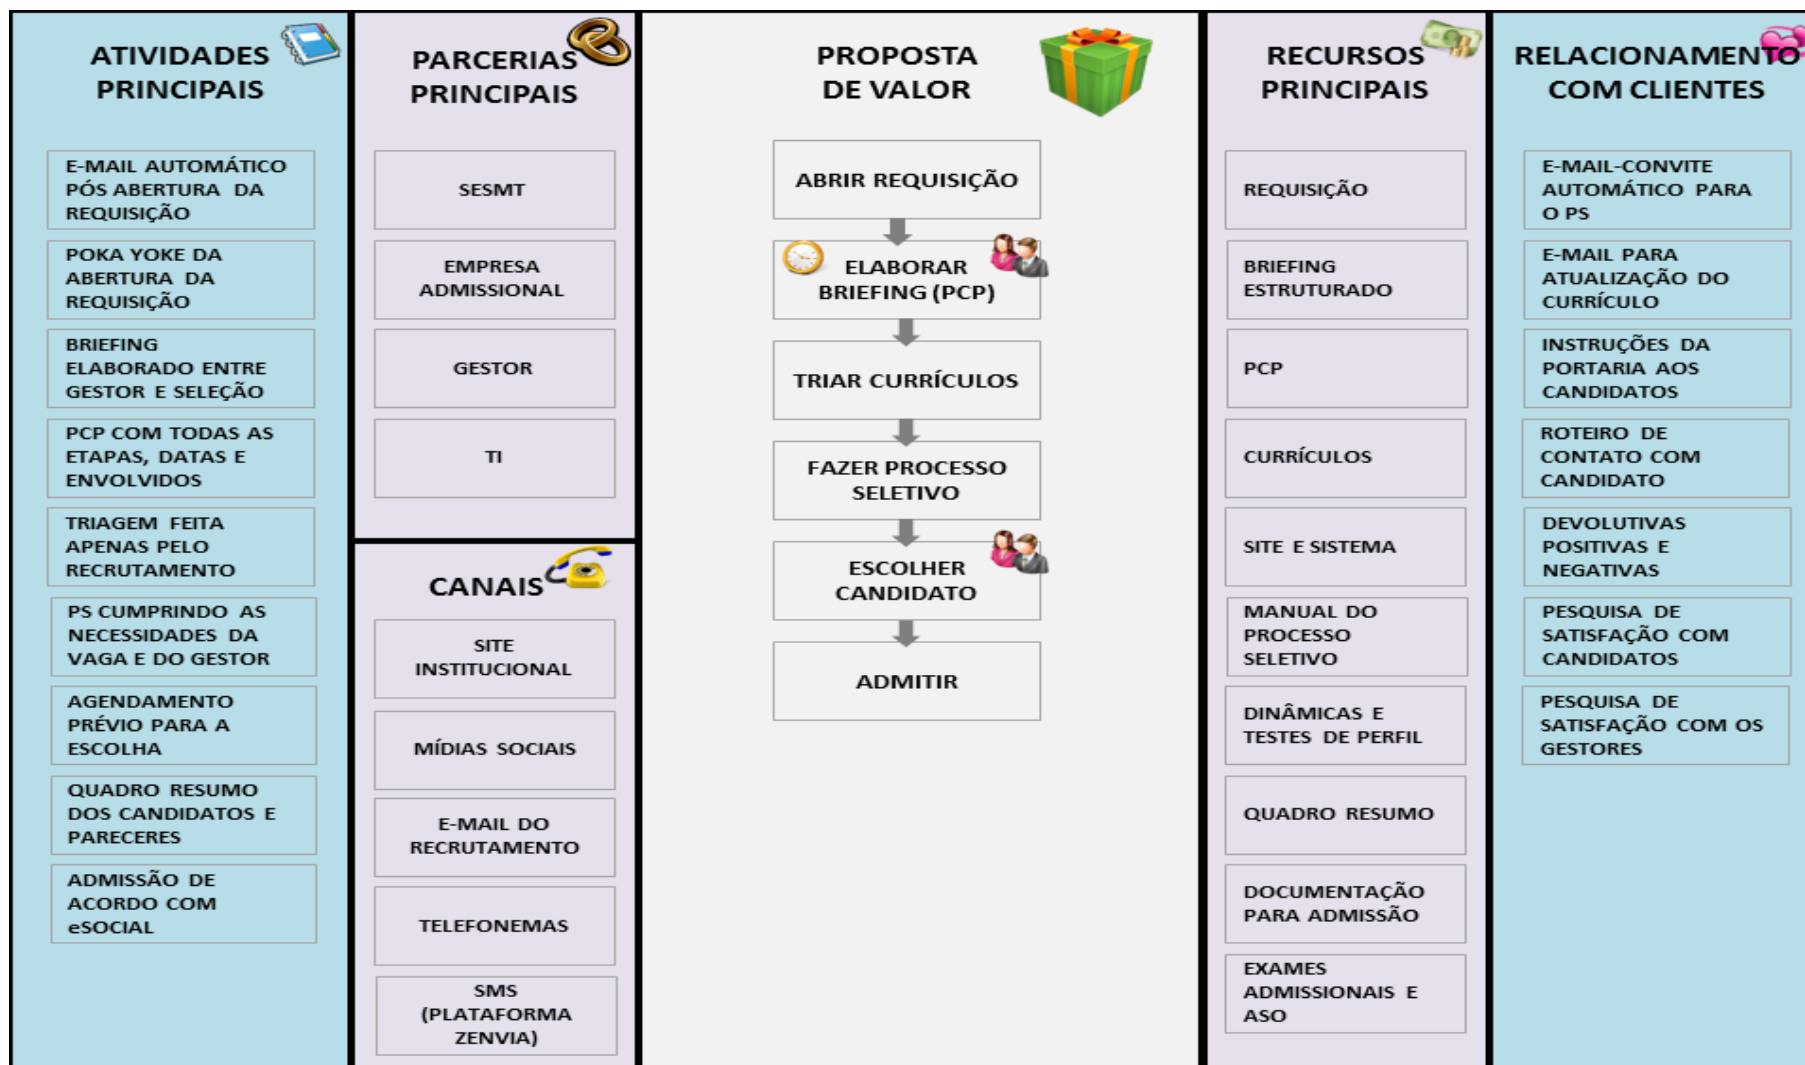 ATIVIDADES
PRINCIPAIS
E-MAIL AUTOMÁTICO
PÓS ABERTURA DA
REQUISIÇÃO
POKA YOKE DA
ABERTURA DA
REQUISIÇÃO
BRIEFING
ELABORADO ENTRE
GESTOR E SELEÇÃO
PCP COM TODAS AS
ETAPAS, DATAS E
ENVOLVIDOS
TRIAGEM FEITA
APENAS PELO
RECRUTAMENTO
PS CUMPRINDO AS
NECESSIDADES DA
VAGA E DO GESTOR
AGENDAMENTO
PRÉVIO PARA A
ESCOLHA
QUADRO RESUMO
DOS CANDIDATOS E
PARECERES
ADMISSÃO DE
ACORDO COM
eSOCIAL
PARCERIAS
PRINCIPAIS
SESMT
EMPRESA
ADMISSIONAL
GESTOR
TI
CANAIS
SITE
INSTITUCIONAL
MÍDIAS SOCIAIS
E-MAIL DO
RECRUTAMENTO
TELEFONEMAS
SMS
(PLATAFORMA
ZENVIA)
PROPOSTA
DE VALOR
ABRIR REQUISIÇÃO
ELABORAR
BRIEFING (PCP)
TRIAR CURRÍCULOS
FAZER PROCESSO
SELETIVO
ESCOLHER
CANDIDATO
ADMITIR
RECURSOS
PRINCIPAIS
REQUISIÇÃO
BRIEFING
ESTRUTURADO
PCP
CURRÍCULOS
SITE E SISTEMA
MANUAL DO
PROCESSO
SELETIVO
DINÂMICAS E
TESTES DE PERFIL
QUADRO RESUMO
DOCUMENTAÇÃO
PARA ADMISSÃO
EXAMES
ADMISSIONAIS E
ASO
RELACIONAMENTO
COM CLIENTES
E-MAIL-CONVITE
AUTOMÁTICO PARA
O PS
E-MAIL PARA
ATUALIZAÇÃO DO
CURRÍCULO
INSTRUÇÕES DA
PORTARIA AOS
CANDIDATOS
ROTEIRO DE
CONTATO COM
CANDIDATO
DEVOLUTIVAS
POSITIVAS E
NEGATIVAS
PESQUISA DE
SATISFAÇÃO COM
CANDIDATOS
PESQUISA DE
SATISFAÇÃO COM OS
GESTORES